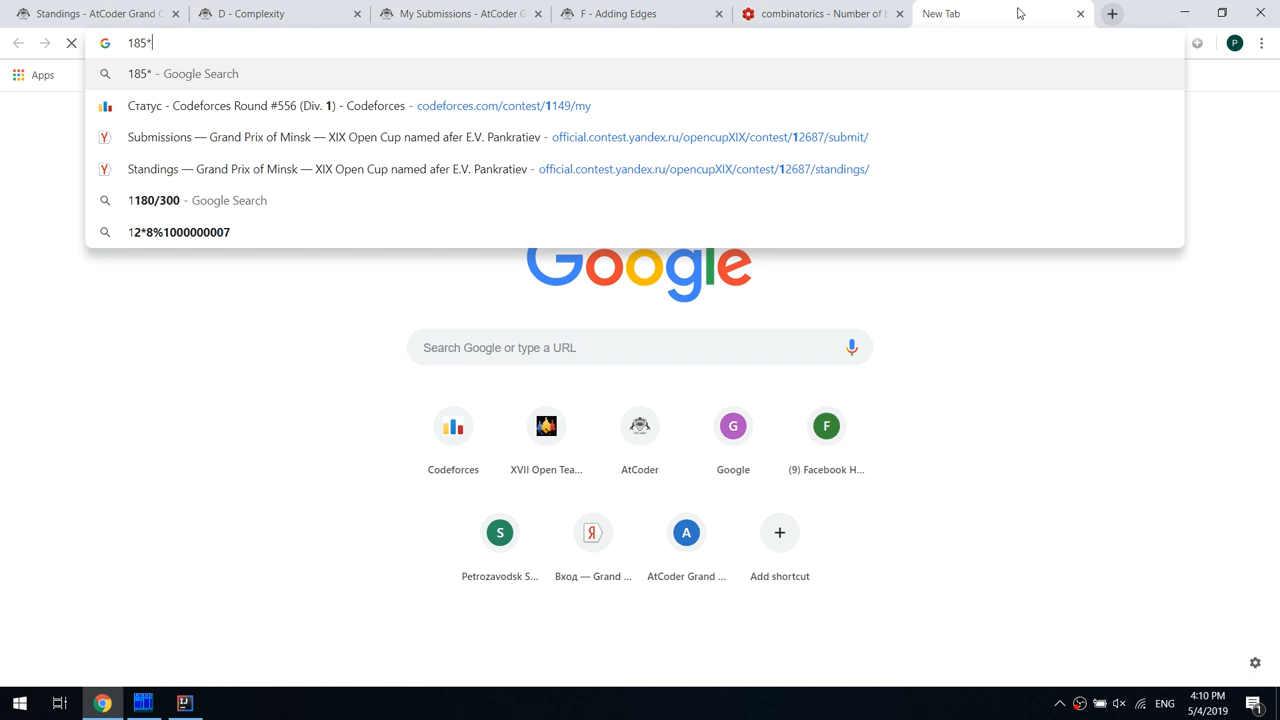 Standings - AtCoder Grand C
D - Complexity
My Submissions - AtCoder G
F - Adding Edges
combinatorics - Number of b
New Tab
185*
Apps
P
185* - Google Search
Статус - Codeforces Round #556 (Div. 1) - Codeforces - codeforces.com/contest/1149/my
Submissions — Grand Prix of Minsk — XIX Open Cup named afer E.V. Pankratiev - official.contest.yandex.ru/opencupXIX/contest/12687/submit/
Standings — Grand Prix of Minsk — XIX Open Cup named afer E.V. Pankratiev - official.contest.yandex.ru/opencupXIX/contest/12687/standings/
1180/300 - Google Search
12*8%1000000007
Google
Search Google or type a URL
G
F
Codeforces
XVII Open Tea...
AtCoder
Google
(9) Facebook H...
S
Я
A
Petrozavodsk S...
Вход — Grand ...
AtCoder Grand ...
Add shortcut
ENG
4:10 PM
5/4/2019
1